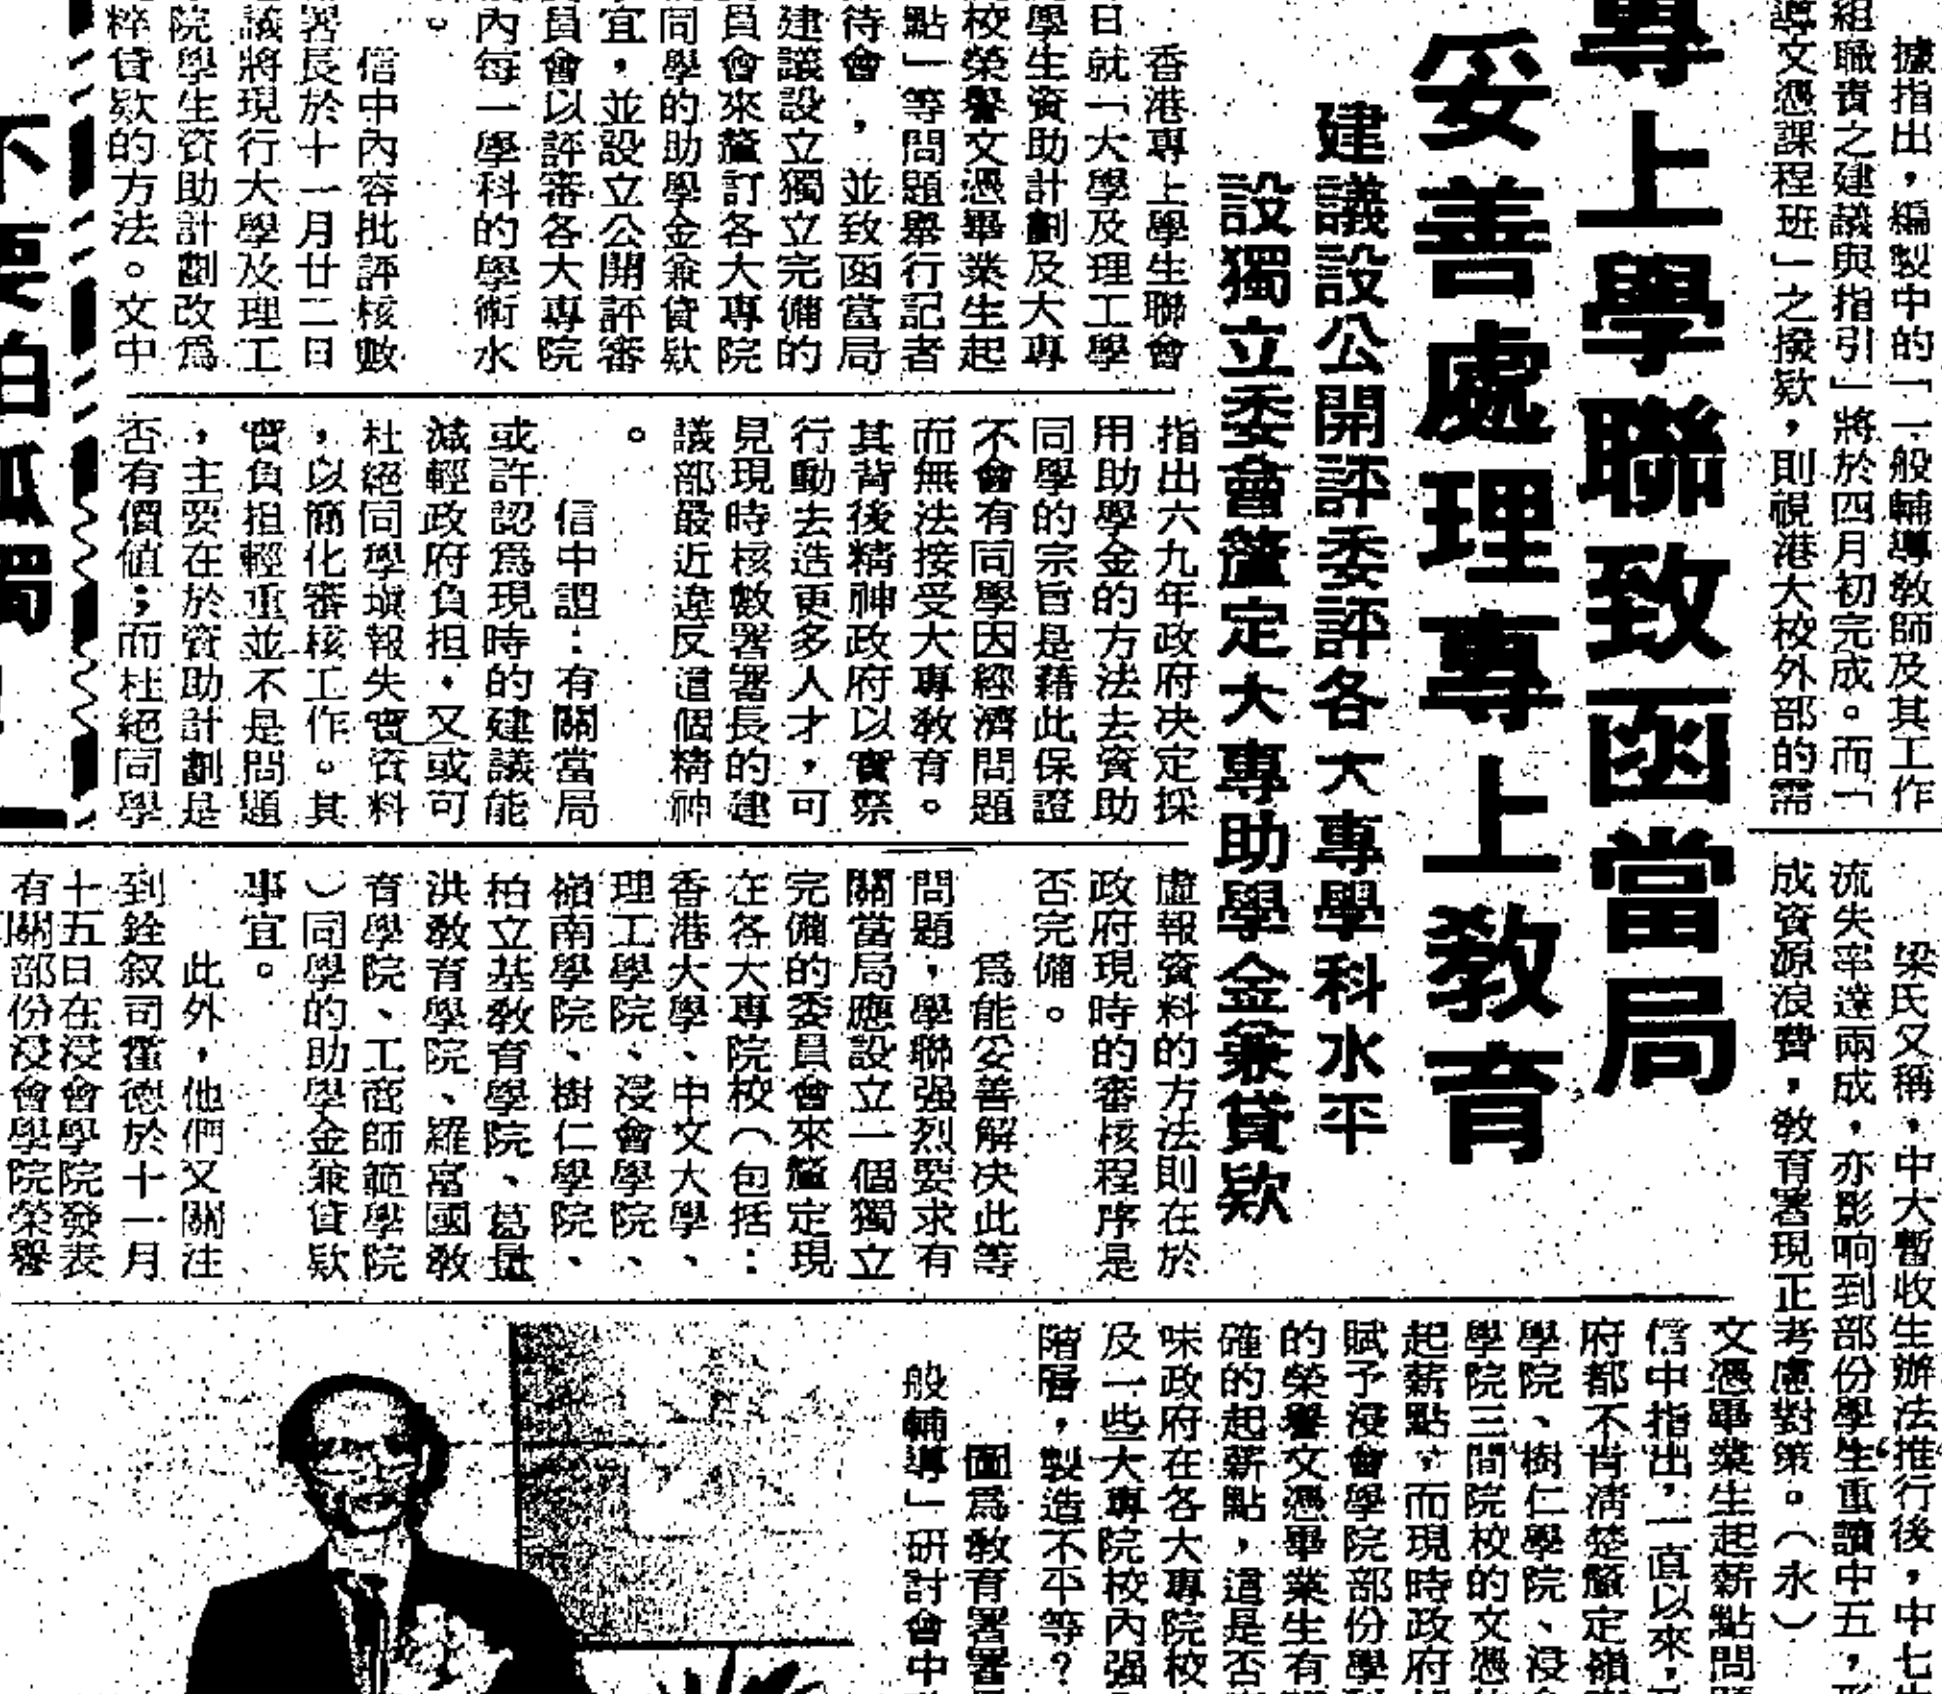 據指出，編製中的「一般輔導教師及其工作
組職責之建議與指引」將於四月初完成。而「
導文憑課程班」之撥欵，則視港大校外部的需
梁氏又稱，中大暫收生辦法推行後，中七生
流失率達兩成，亦影响到部份學生重讀中五，形
成資源浪費，教育署現正考慮對策。（永）
專上學聯致函當局
妥善處理專上敎育
建議設公開評委評各大專學科水平
設獨立委會釐定大專助學金兼貸欵
香港專上學生聯會
日就「大學及理工學
學生資助計劃及大專
校榮譽文憑畢業生起
點」等問題舉行記者
待會，並致函當局
建議設立獨立完備的
員會來釐訂各大專院
同學的助學金兼貸欵
宜，並設立公開評審
員會以評審各大專院
內每一學科的學術水
。
信中內容批評核數
署長於十一月廿二日
議將現行大學及理工
院學生資助計劃改爲
粹貸欵的方法。文中
指出六九年政府决定採
用助學金的方法去資助
同學的宗旨是藉此保證
不會有同學因經濟問題
而無法接受大專敎育。
其背後精神政府以實際
行動去造更多人才，可
見現時核數署署長的建
議部最近違反這個精神
。
信中證：有關當局
或許認爲現時的建議能
減輕政府負担，又或可
杜絕同學塡報失實資料
，以簡化審核工作。其
實負担輕重並不是問題
，主要在於資助計劃是
否有價値；而杜絕同學
虛報資料的方法則在於
政府現時的審核程序是
否完備。
爲能妥善解决此等
問題，學聯强烈要求有
關當局應設立一個獨立
完備的委員會來釐定現
在各大專院校（包括：
香港大學、中文大學、
理工學院、浸會學院、
嶺南學院、樹仁學院、
柏立基敎育學院、葛量
洪敎育學院、羅富國敎
育學院、工商師範學院
）同學的助學金兼貸欵
事宜。
此外，他們又關注
到銓叙司霍德於十一月
十五日在浸會學院發表
有關部份浸會學院榮譽
文憑畢業生起薪點問題
信中指出，一直以來，政
府都不肯淸楚釐定嶺南
學院、樹仁學院、浸會
學院三間院校的文憑
起薪點，而現時政府
賦予浸會學院部份學
的榮譽文憑畢業生有
確的起薪點，這是否
味政府在各大專院校
及一些大專院校內强
階層，製造不平等？
圖爲敎育署署
般輔導」研討會中
不要怕孤獨